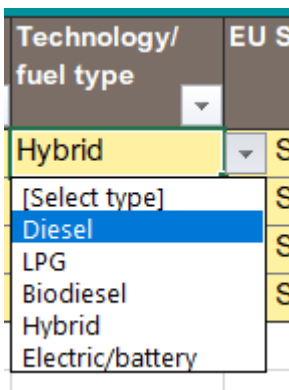 Technology/ EU S
fuel type
Hybrid S
[Select type] S
Diesel
LPG S
Biodiesel S
Hybrid
Electric/battery